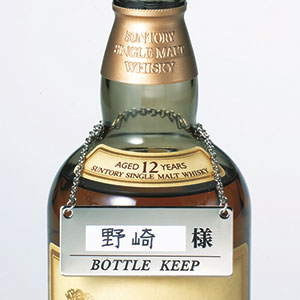 SUNTORY
SINGLE MALT
WHISKY
AGED 12 YEARS
SUNTORY SINGLE MALT WHISKY
野崎 様
BOTTLE KEEP